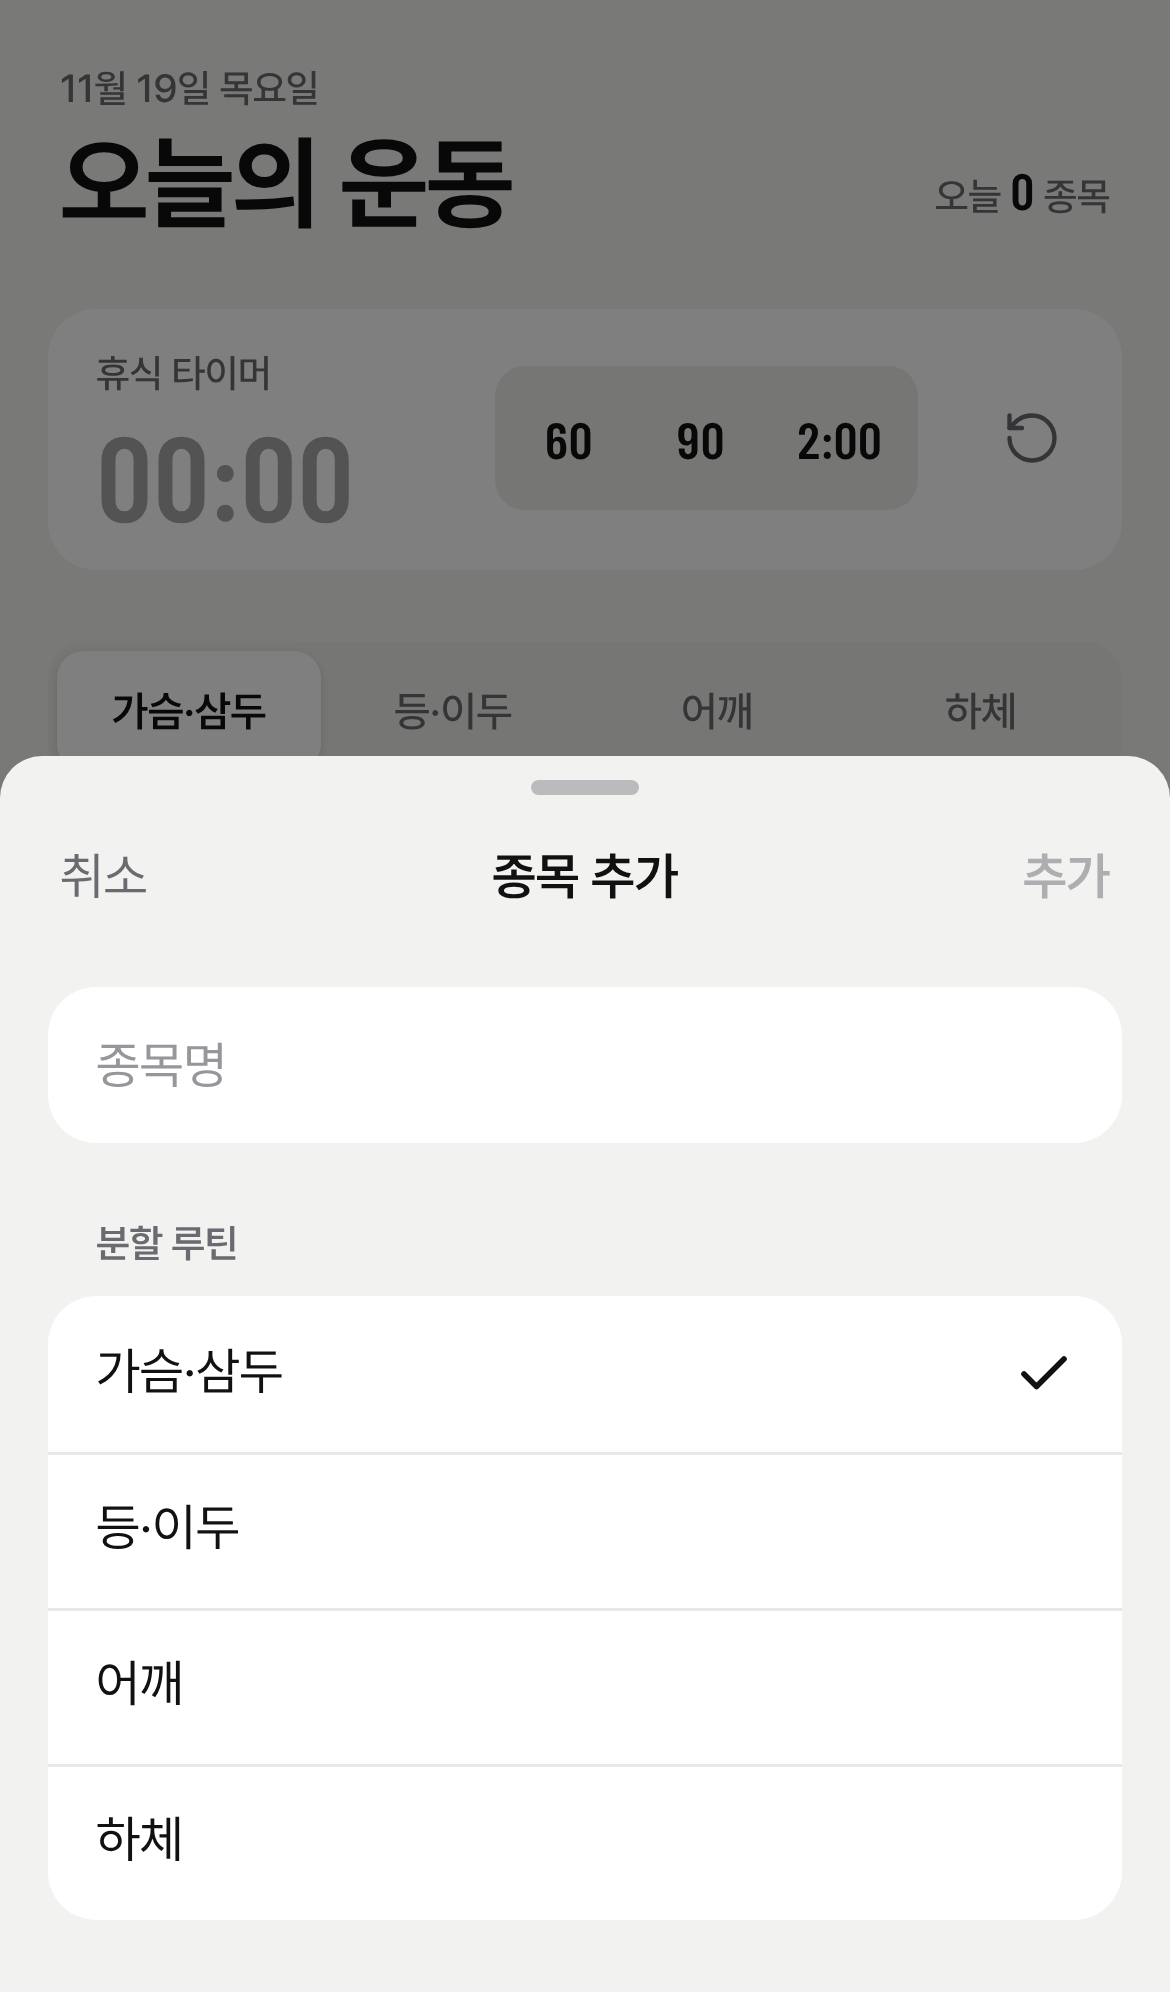 11월 19일 목요일
오늘의 운동
오늘 0 종목
휴식 타이머
00:00
60 90 2:00
가슴·삼두 등·이두 어깨 하체
취소 종목 추가 추가
종목명
분할 루틴
가슴·삼두
등·이두
어깨
하체